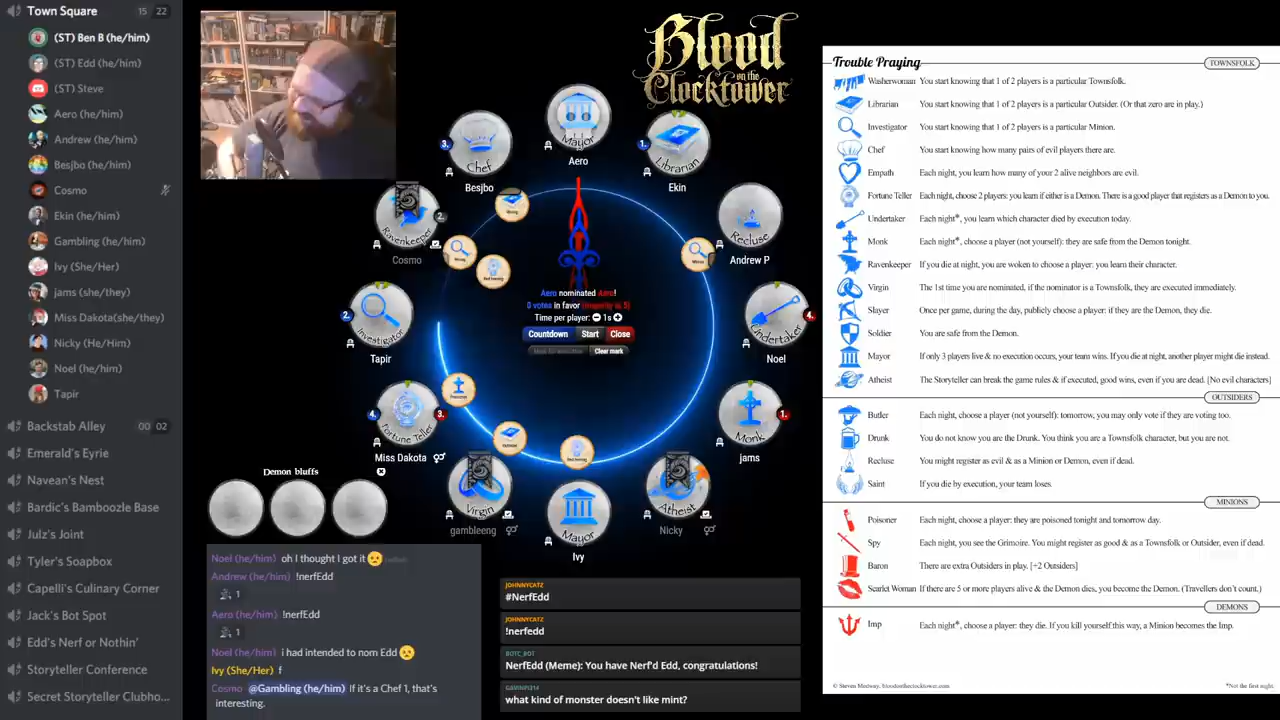 Town Square
15 22
(ST) Ben B (he/him)
(ST) Edd (he/him)
(ST) Steve
Aero (he/him)
Andrew (he/him)
Besjbo (he/him)
Cosmo
Ekin (he/him)
Gambling (he/him)
Ivy (She/Her)
jams (she/they)
Miss Dakota(she/they)
Nicky (He/Him)
Noel (he/him)
Tapir
Backstab Alley
00 02
Emerald's Eyrie
Navean's Nest
Bardic's Bamboozle Base
Julz's Joint
Tyler's Toolbox
Capelli's Culinary Corner
Jack's Bot Spot
Edd's Nerf or Nothin'
Storyteller Conference
Secret Storyteller Clubho...
Blood
on the
Clocktower
Mayor
Aero
3.
Chef
Besjbo
1.
Librarian
Ekin
Ravenkeeper
2.
Cosmo
Recluse
Andrew P
2.
Investigator
Tapir
Undertaker
4.
Noel
4.
Fortune Teller
3.
Miss Dakota
Monk
1.
jams
Virgin
gambleeng
Mayor
Ivy
Atheist
Nicky
Aero nominated Aero!
0 votes in favor (majority is 5)
Time per player: 1s
Countdown Start Close
Mark for execution Clear mark
Demon bluffs
Noel (he/him) oh I thought I got it
Andrew (he/him) !nerfEdd
1
Aero (he/him) !nerfEdd
1
Noel (he/him) i had intended to nom Edd
Ivy (She/Her) f
Cosmo @Gambling (he/him) If it's a Chef 1, that's
interesting.
JOHNNYCATZ
#NerfEdd
JOHNNYCATZ
!nerfedd
BOTC_BOT
NerfEdd (Meme): You have Nerf'd Edd, congratulations!
what kind of monster doesn't like mint?
Trouble Praying
TOWNSFOLK
Washerwoman You start knowing that 1 of 2 players is a particular Townsfolk.
Librarian You start knowing that 1 of 2 players is a particular Outsider. (Or that zero are in play.)
Investigator You start knowing that 1 of 2 players is a particular Minion.
Chef You start knowing how many pairs of evil players there are.
Empath Each night, you learn how many of your 2 alive neighbors are evil.
Fortune Teller Each night, choose 2 players: you learn if either is a Demon. There is a good player that registers as a Demon to you.
Undertaker Each night*, you learn which character died by execution today.
Monk Each night*, choose a player (not yourself): they are safe from the Demon tonight.
Ravenkeeper If you die at night, you are woken to choose a player: you learn their character.
Virgin The 1st time you are nominated, if the nominator is a Townsfolk, they are executed immediately.
Slayer Once per game, during the day, publicly choose a player: if they are the Demon, they die.
Soldier You are safe from the Demon.
Mayor If only 3 players live & no execution occurs, your team wins. If you die at night, another player might die instead.
Atheist The Storyteller can break the game rules & if executed, good wins, even if you are dead. [No evil characters]
OUTSIDERS
Butler Each night, choose a player (not yourself): tomorrow, you may only vote if they are voting too.
Drunk You do not know you are the Drunk. You think you are a Townsfolk character, but you are not.
Recluse You might register as evil & as a Minion or Demon, even if dead.
Saint If you die by execution, your team loses.
MINIONS
Poisoner Each night, choose a player: they are poisoned tonight and tomorrow day.
Spy Each night, you see the Grimoire. You might register as good & as a Townsfolk or Outsider, even if dead.
Baron There are extra Outsiders in play. [+2 Outsiders]
Scarlet Woman If there are 5 or more players alive & the Demon dies, you become the Demon. (Travellers don't count.)
DEMONS
Imp Each night*, choose a player: they die. If you kill yourself this way, a Minion becomes the Imp.
© Steven Medway, bloodontheclocktower.com
*Not the first night